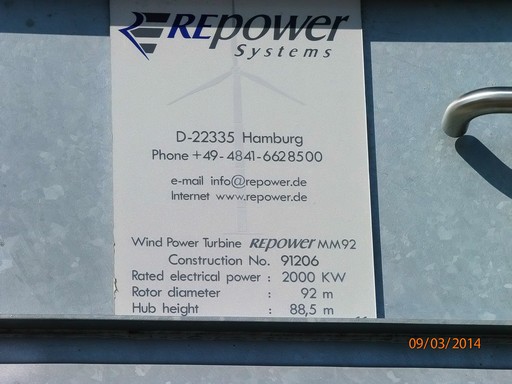 REpower
Systems
D-22335 Hamburg
Phone +49-4841-6628500
e-mail info@repower.de
Internet www.repower.de
Wind Power Turbine REpower MM92
Construction No. 91206
Rated electrical power : 2000 KW
Rotor diameter : 92 m
Hub height : 88,5 m
09/03/2014